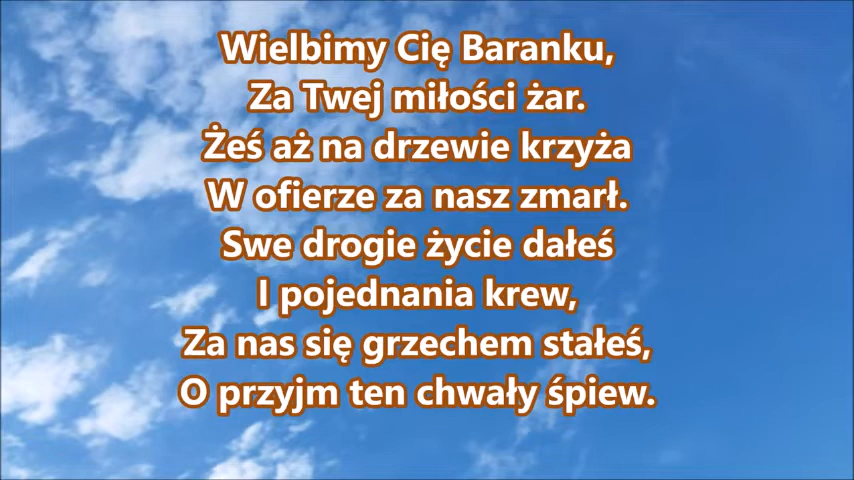 Wielbimy Cię Baranku,
Za Twej miłości żar.
Żeś aż na drzewie krzyża
W ofierze za nasz zmarł.
Swe drogie życie dałeś
I pojednania krew,
Za nas się grzechem stałeś,
O przyjm ten chwały śpiew.